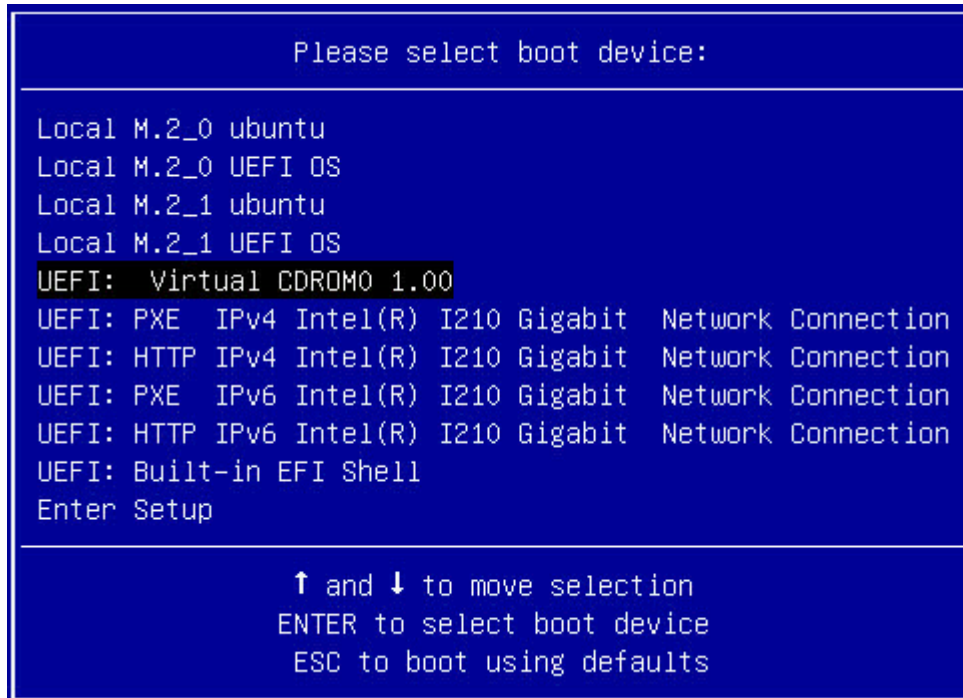 Please select boot device:
Local M.2_0 ubuntu
Local M.2_0 UEFI OS
Local M.2_1 ubuntu
Local M.2_1 UEFI OS
UEFI:  Virtual CDROM0 1.00
UEFI: PXE  IPv4 Intel(R) I210 Gigabit  Network Connection
UEFI: HTTP IPv4 Intel(R) I210 Gigabit  Network Connection
UEFI: PXE  IPv6 Intel(R) I210 Gigabit  Network Connection
UEFI: HTTP IPv6 Intel(R) I210 Gigabit  Network Connection
UEFI: Built-in EFI Shell
Enter Setup
↑ and ↓ to move selection
ENTER to select boot device
ESC to boot using defaults